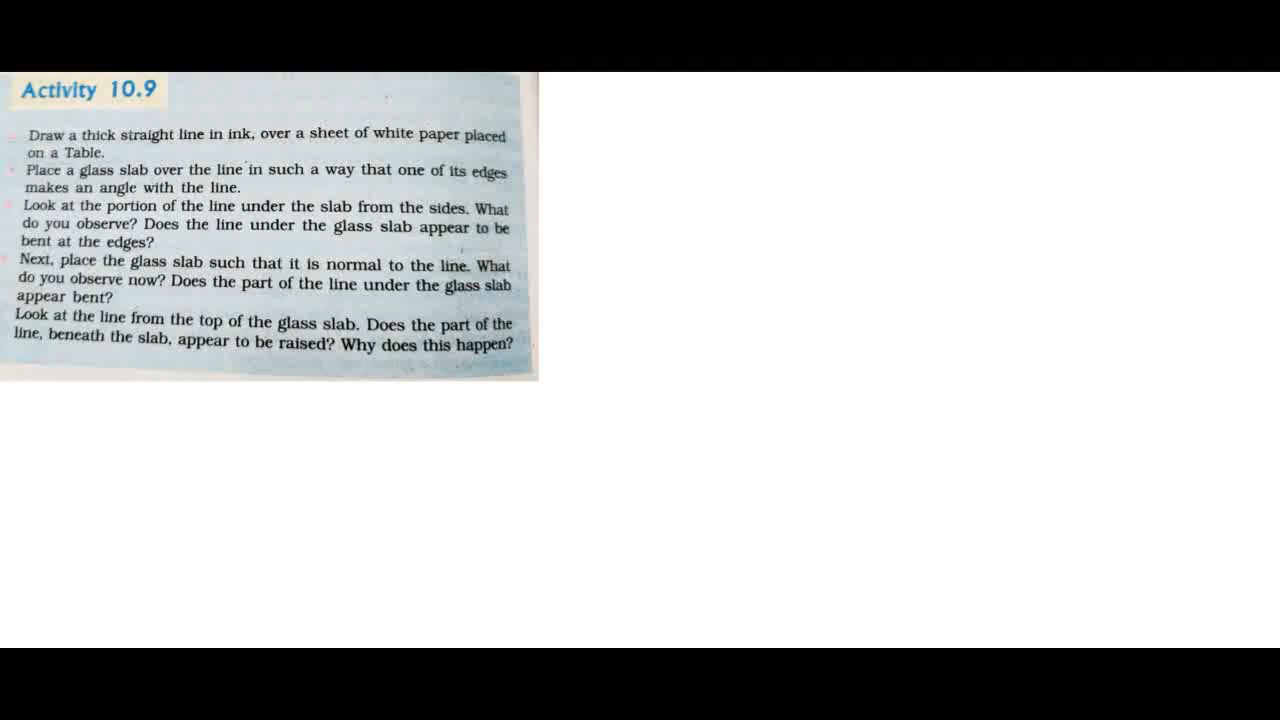 Activity 10.9
Draw a thick straight line in ink, over a sheet of white paper placed
on a Table.
Place a glass slab over the line in such a way that one of its edges
makes an angle with the line.
Look at the portion of the line under the slab from the sides. What
do you observe? Does the line under the glass slab appear to be
bent at the edges?
Next, place the glass slab such that it is normal to the line. What
do you observe now? Does the part of the line under the glass slab
appear bent?
Look at the line from the top of the glass slab. Does the part of the
line, beneath the slab, appear to be raised? Why does this happen?